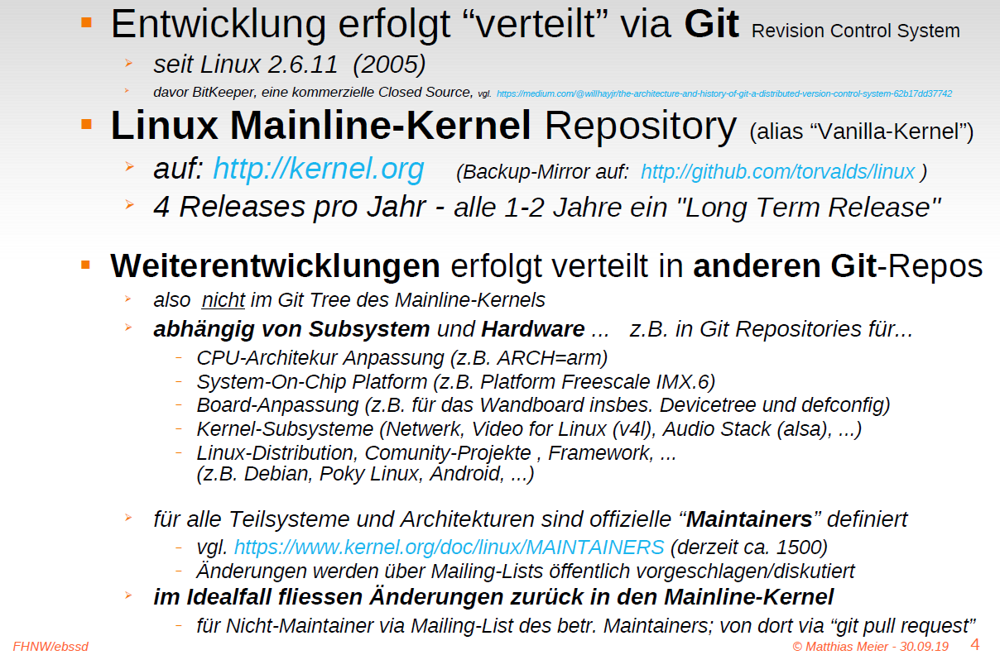 Entwicklung erfolgt “verteilt” via Git Revision Control System
seit Linux 2.6.11 (2005)
davor BitKeeper, eine kommerzielle Closed Source, vgl. https://medium.com/@willhayjr/the-architecture-and-history-of-git-a-distributed-version-control-system-62b17dd37742
Linux Mainline-Kernel Repository (alias “Vanilla-Kernel”)
auf: http://kernel.org (Backup-Mirror auf: http://github.com/torvalds/linux )
4 Releases pro Jahr - alle 1-2 Jahre ein "Long Term Release"
Weiterentwicklungen erfolgt verteilt in anderen Git-Repos
also nicht im Git Tree des Mainline-Kernels
abhängig von Subsystem und Hardware ... z.B. in Git Repositories für...
CPU-Architekur Anpassung (z.B. ARCH=arm)
System-On-Chip Platform (z.B. Platform Freescale IMX.6)
Board-Anpassung (z.B. für das Wandboard insbes. Devicetree und defconfig)
Kernel-Subsysteme (Netwerk, Video for Linux (v4l), Audio Stack (alsa), ...)
Linux-Distribution, Comunity-Projekte , Framework, ...
(z.B. Debian, Poky Linux, Android, ...)
für alle Teilsysteme und Architekturen sind offizielle “Maintainers” definiert
vgl. https://www.kernel.org/doc/linux/MAINTAINERS (derzeit ca. 1500)
Änderungen werden über Mailing-Lists öffentlich vorgeschlagen/diskutiert
im Idealfall fliessen Änderungen zurück in den Mainline-Kernel
für Nicht-Maintainer via Mailing-List des betr. Maintainers; von dort via “git pull request”
FHNW/ebssd
© Matthias Meier - 30.09.19 4